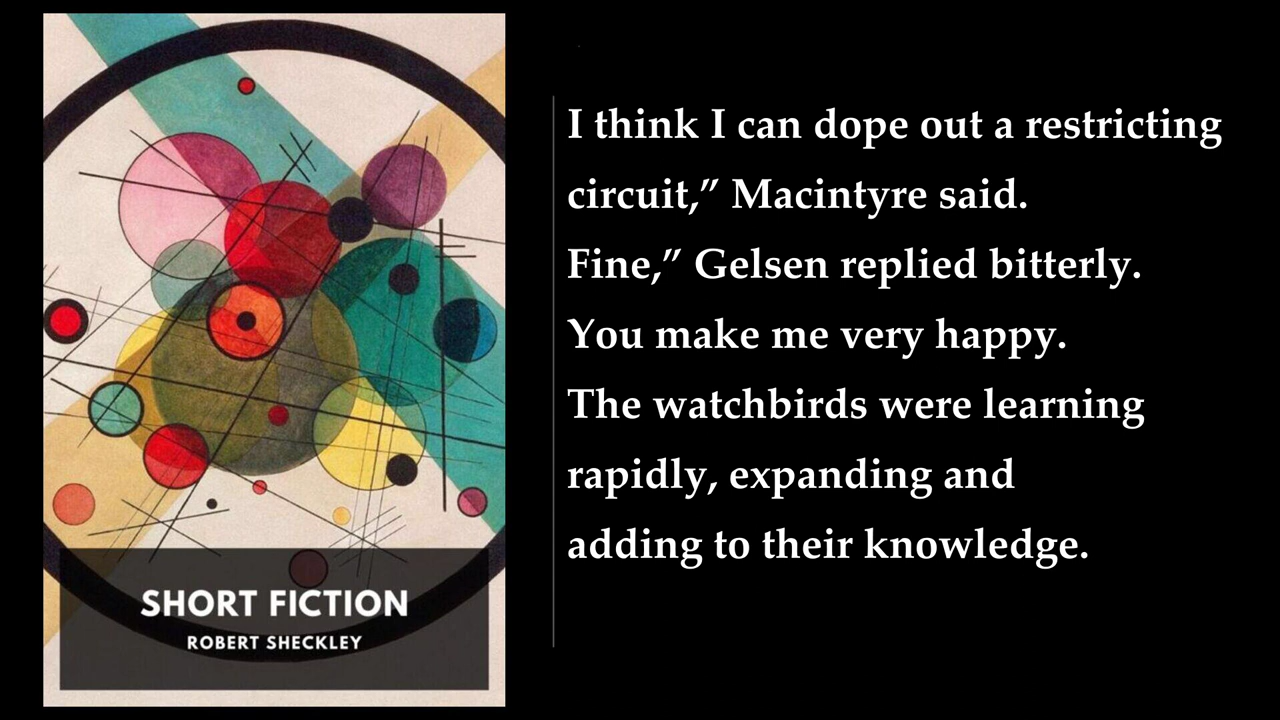 SHORT FICTION
ROBERT SHECKLEY
I think I can dope out a restricting
circuit,” Macintyre said.
Fine,” Gelsen replied bitterly.
You make me very happy.
The watchbirds were learning
rapidly, expanding and
adding to their knowledge.